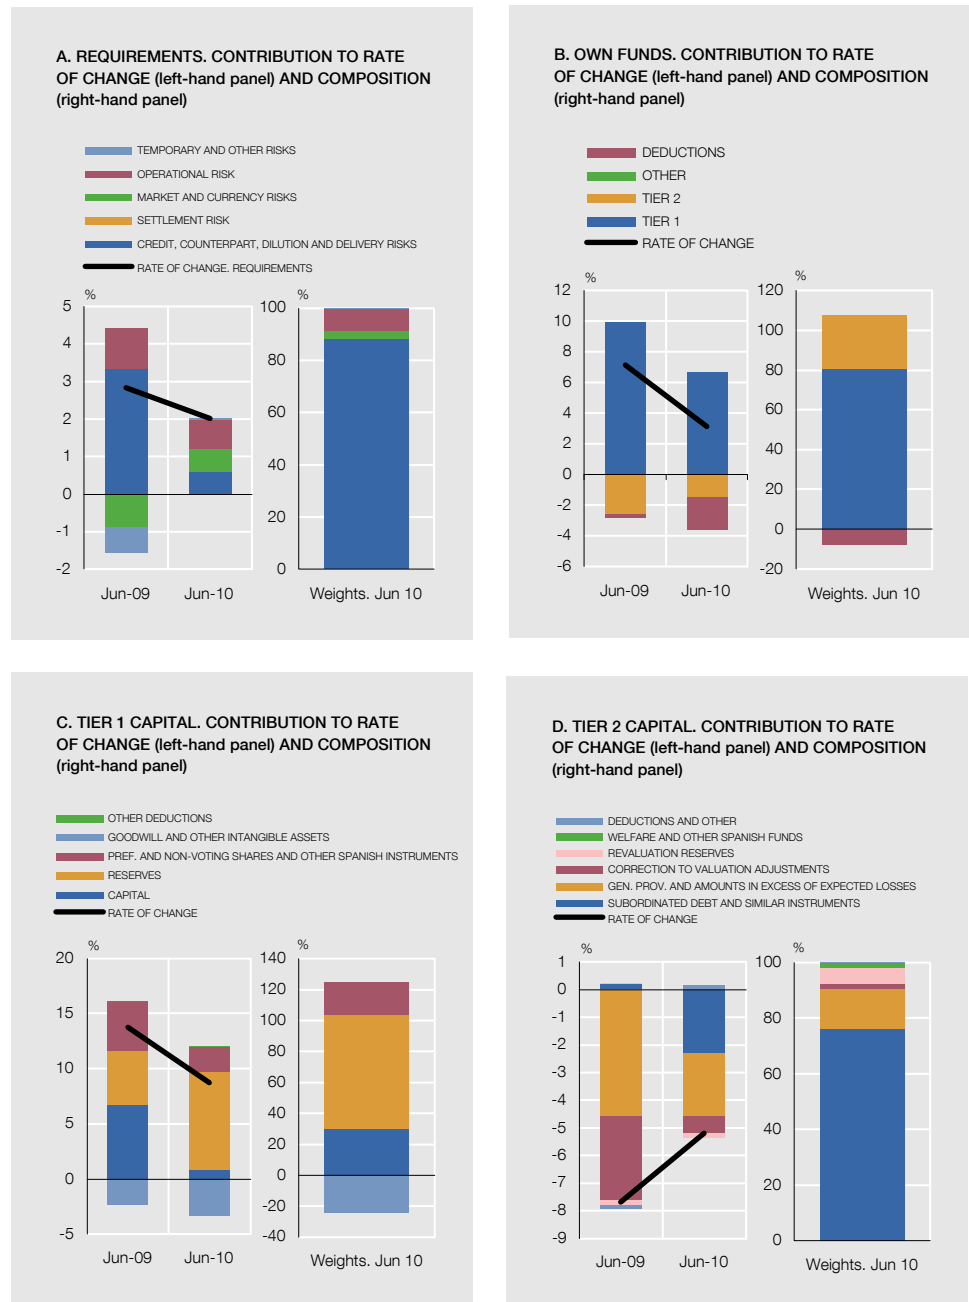 A. REQUIREMENTS. CONTRIBUTION TO RATE
OF CHANGE (left-hand panel) AND COMPOSITION
(right-hand panel)
TEMPORARY AND OTHER RISKS
OPERATIONAL RISK
MARKET AND CURRENCY RISKS
SETTLEMENT RISK
CREDIT, COUNTERPART, DILUTION AND DELIVERY RISKS
RATE OF CHANGE. REQUIREMENTS
%
5
4
3
2
1
0
-1
-2
Jun-09 Jun-10
%
100
80
60
40
20
0
Weights. Jun 10
B. OWN FUNDS. CONTRIBUTION TO RATE
OF CHANGE (left-hand panel) AND COMPOSITION
(right-hand panel)
DEDUCTIONS
OTHER
TIER 2
TIER 1
RATE OF CHANGE
%
12
10
8
6
4
2
0
-2
-4
-6
Jun-09 Jun-10
%
120
100
80
60
40
20
0
-20
Weights. Jun 10
C. TIER 1 CAPITAL. CONTRIBUTION TO RATE
OF CHANGE (left-hand panel) AND COMPOSITION
(right-hand panel)
OTHER DEDUCTIONS
GOODWILL AND OTHER INTANGIBLE ASSETS
PREF. AND NON-VOTING SHARES AND OTHER SPANISH INSTRUMENTS
RESERVES
CAPITAL
RATE OF CHANGE
%
20
15
10
5
0
-5
Jun-09 Jun-10
%
140
120
100
80
60
40
20
0
-20
-40
Weights. Jun 10
D. TIER 2 CAPITAL. CONTRIBUTION TO RATE
OF CHANGE (left-hand panel) AND COMPOSITION
(right-hand panel)
DEDUCTIONS AND OTHER
WELFARE AND OTHER SPANISH FUNDS
REVALUATION RESERVES
CORRECTION TO VALUATION ADJUSTMENTS
GEN. PROV. AND AMOUNTS IN EXCESS OF EXPECTED LOSSES
SUBORDINATED DEBT AND SIMILAR INSTRUMENTS
RATE OF CHANGE
%
1
0
-1
-2
-3
-4
-5
-6
-7
-8
-9
Jun-09 Jun-10
%
100
80
60
40
20
0
Weights. Jun 10